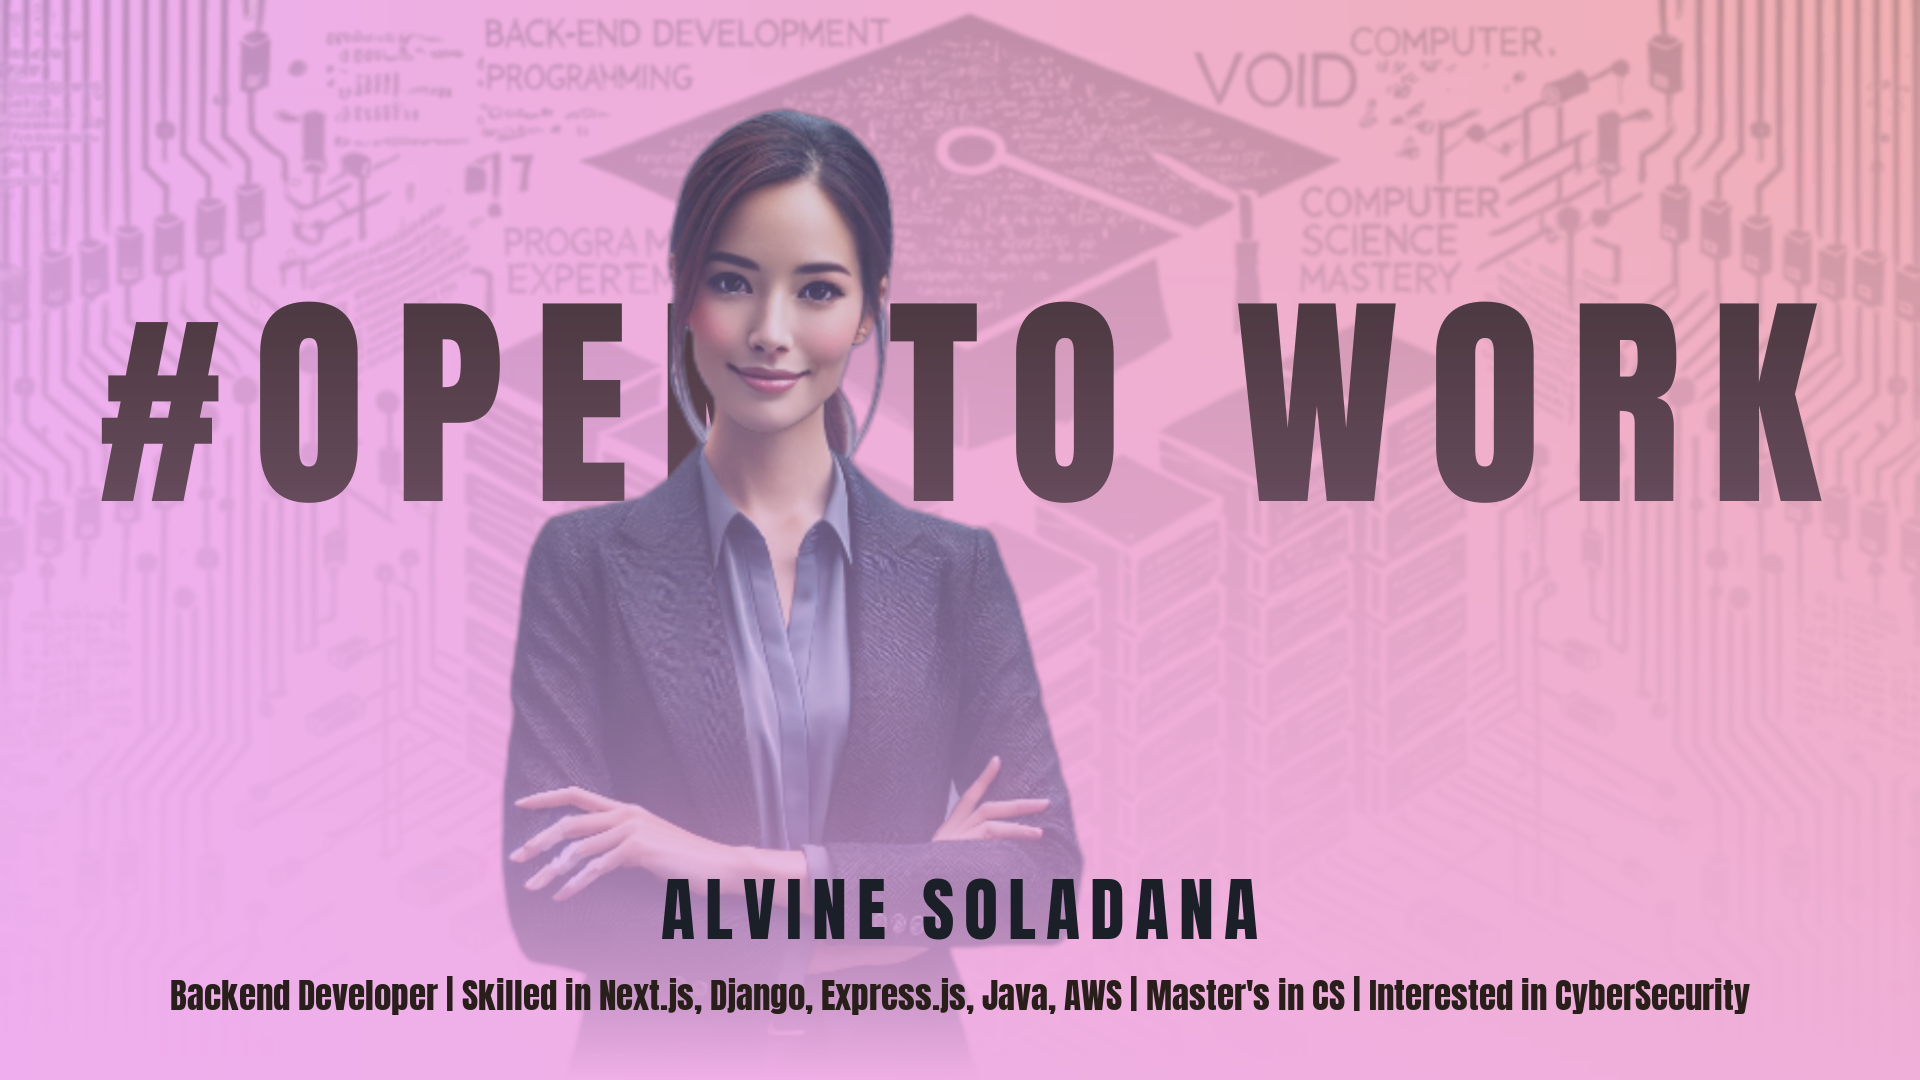 BACK-END DEVELOPMENT
PROGRAMMING
VOID
COMPUTER.
COMPUTER
SCIENCE
MASTERY
#OPEN TO WORK
ALVINE SOLADANA
Backend Developer | Skilled in Next.js, Django, Express.js, Java, AWS | Master's in CS | Interested in CyberSecurity